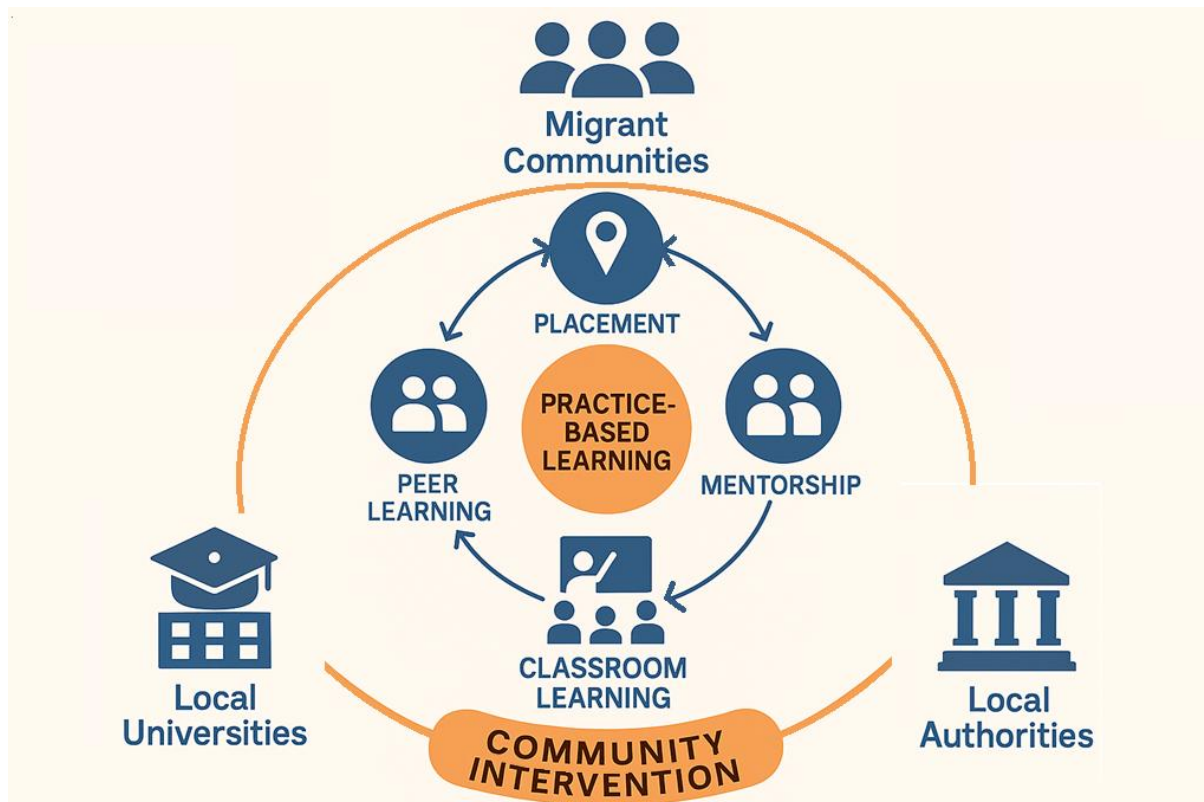 Migrant
Communities
PLACEMENT
PRACTICE-
BASED
LEARNING
PEER
LEARNING
MENTORSHIP
CLASSROOM
LEARNING
Local
Universities
Local
Authorities
COMMUNITY
INTERVENTION